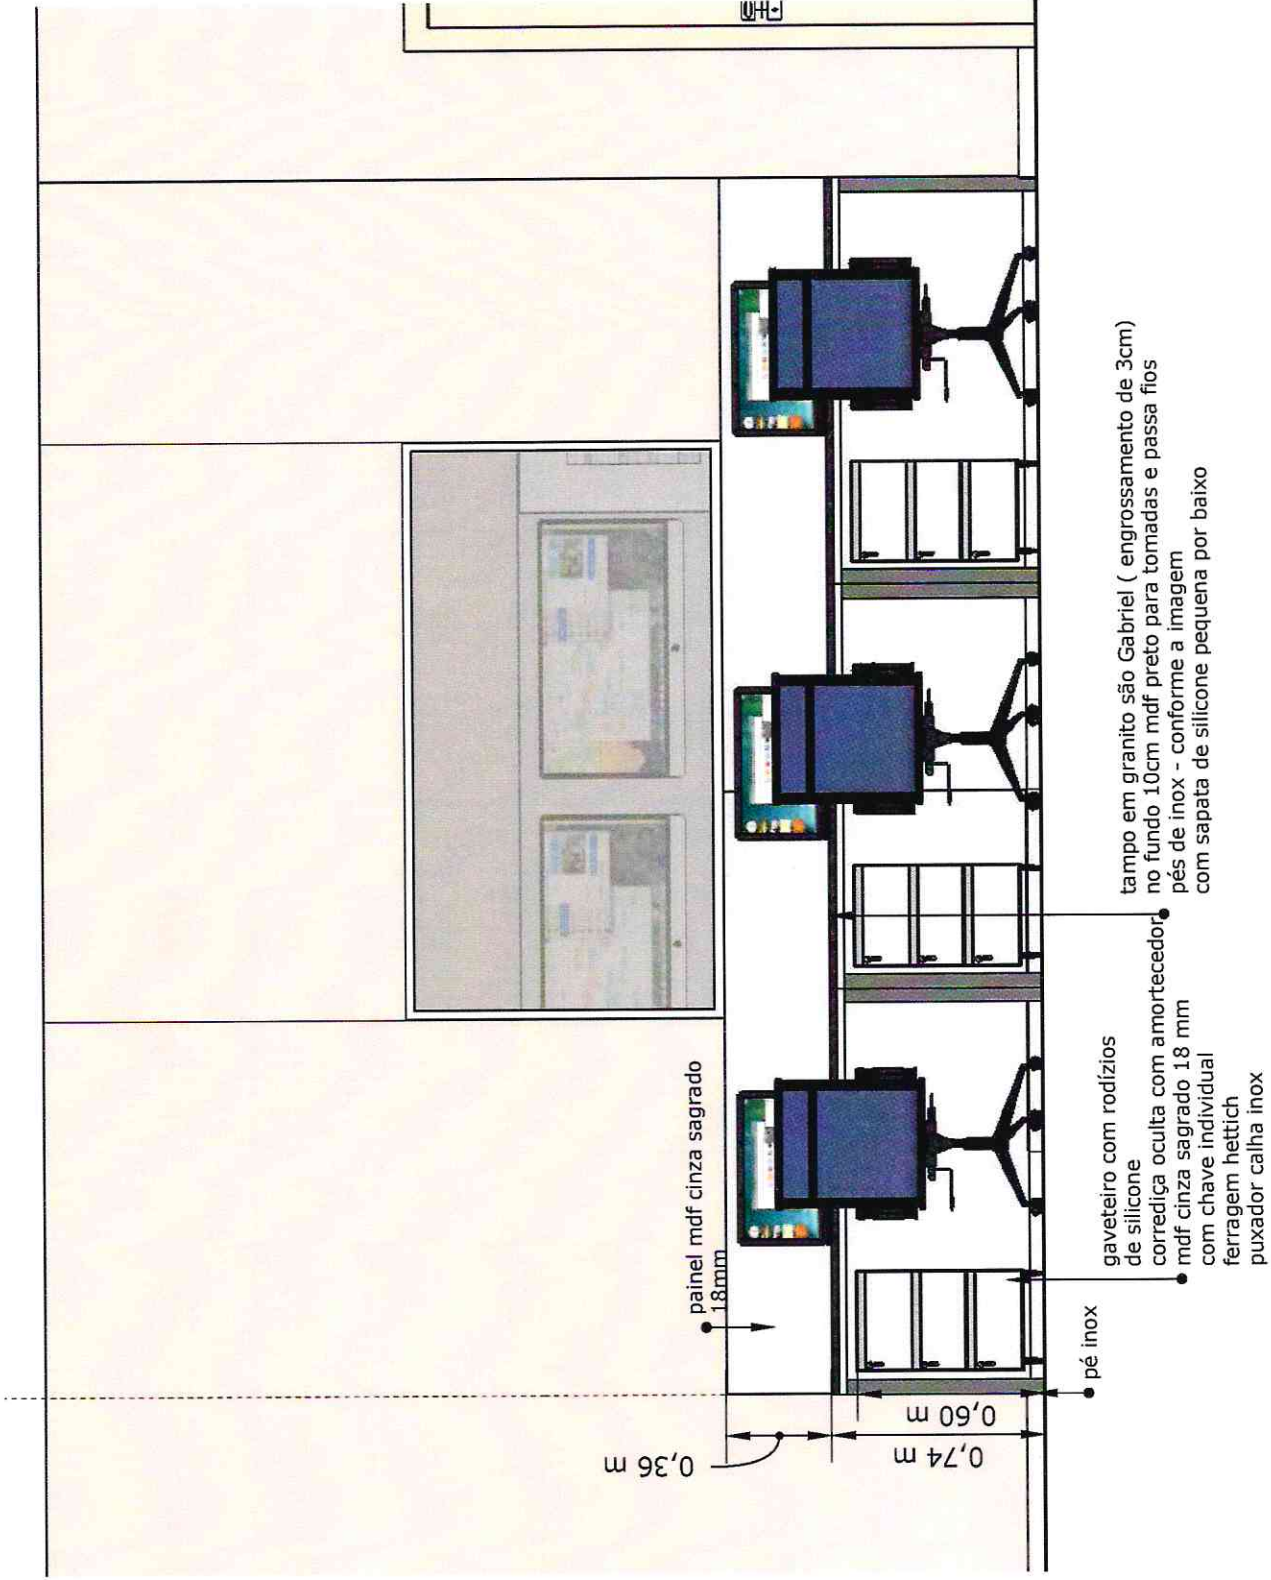 painel mdf cinza sagrado
18mm
0,36 m
0,74 m
0,60 m
pé inox
gaveteiro com rodízios
de silicone
corrediça oculta com amortecedor
mdf cinza sagrado 18 mm
com chave individual
ferragem hettich
puxador calha inox
tampo em granito são Gabriel ( engrossamento de 3cm)
no fundo 10cm mdf preto para tomadas e passa fios
pés de inox - conforme a imagem
com sapata de silicone pequena por baixo